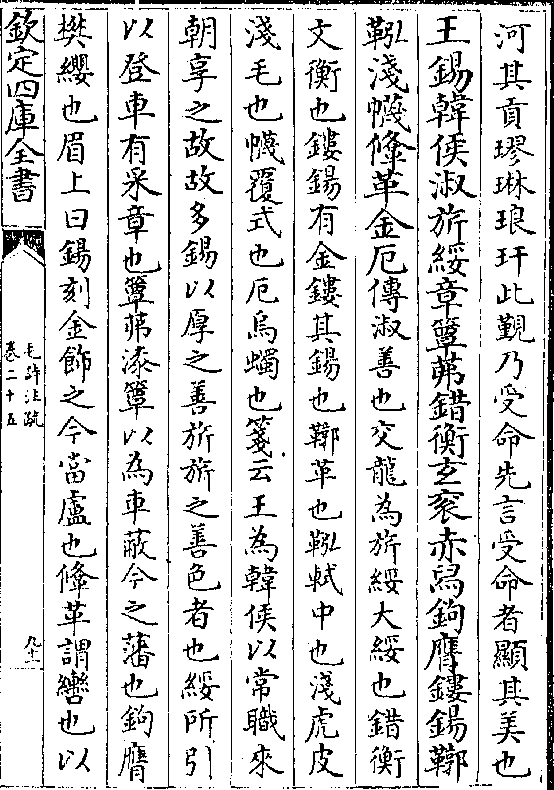 河其貢璆琳琅玕此覲乃受命先言受命者顯其美也
王錫韓侯淑旂綏章簟茀錯衡玄袞赤舄鉤膺鏤鍚鞹
鞃淺幭鞗革金厄傳淑善也交龍為旂綏大綏也錯衡
文衡也鏤鍚有金鏤其鍚也鞹革也鞃軾中也淺虎皮
淺毛也幭覆式也厄烏蠋也箋云王為韓侯以常職來
朝享之故故多錫以厚之善旂旂之善色者也綏所引
以登車有采章也簟茀漆簟以為車蔽今之藩也鉤膺
樊纓也眉上曰鍚刻金飾之今當盧也鞗革謂轡也以
欽定四庫全書
毛詩注疏
卷二十五
九十二